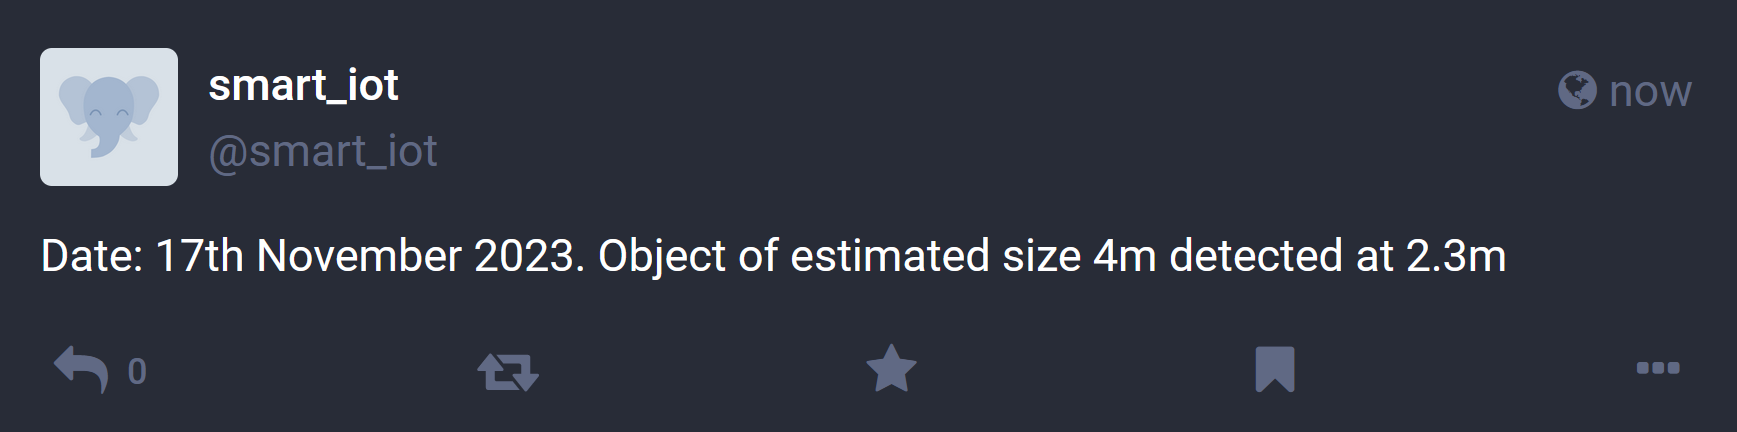 smart_iot
now
@smart_iot
Date: 17th November 2023. Object of estimated size 4m detected at 2.3m
0